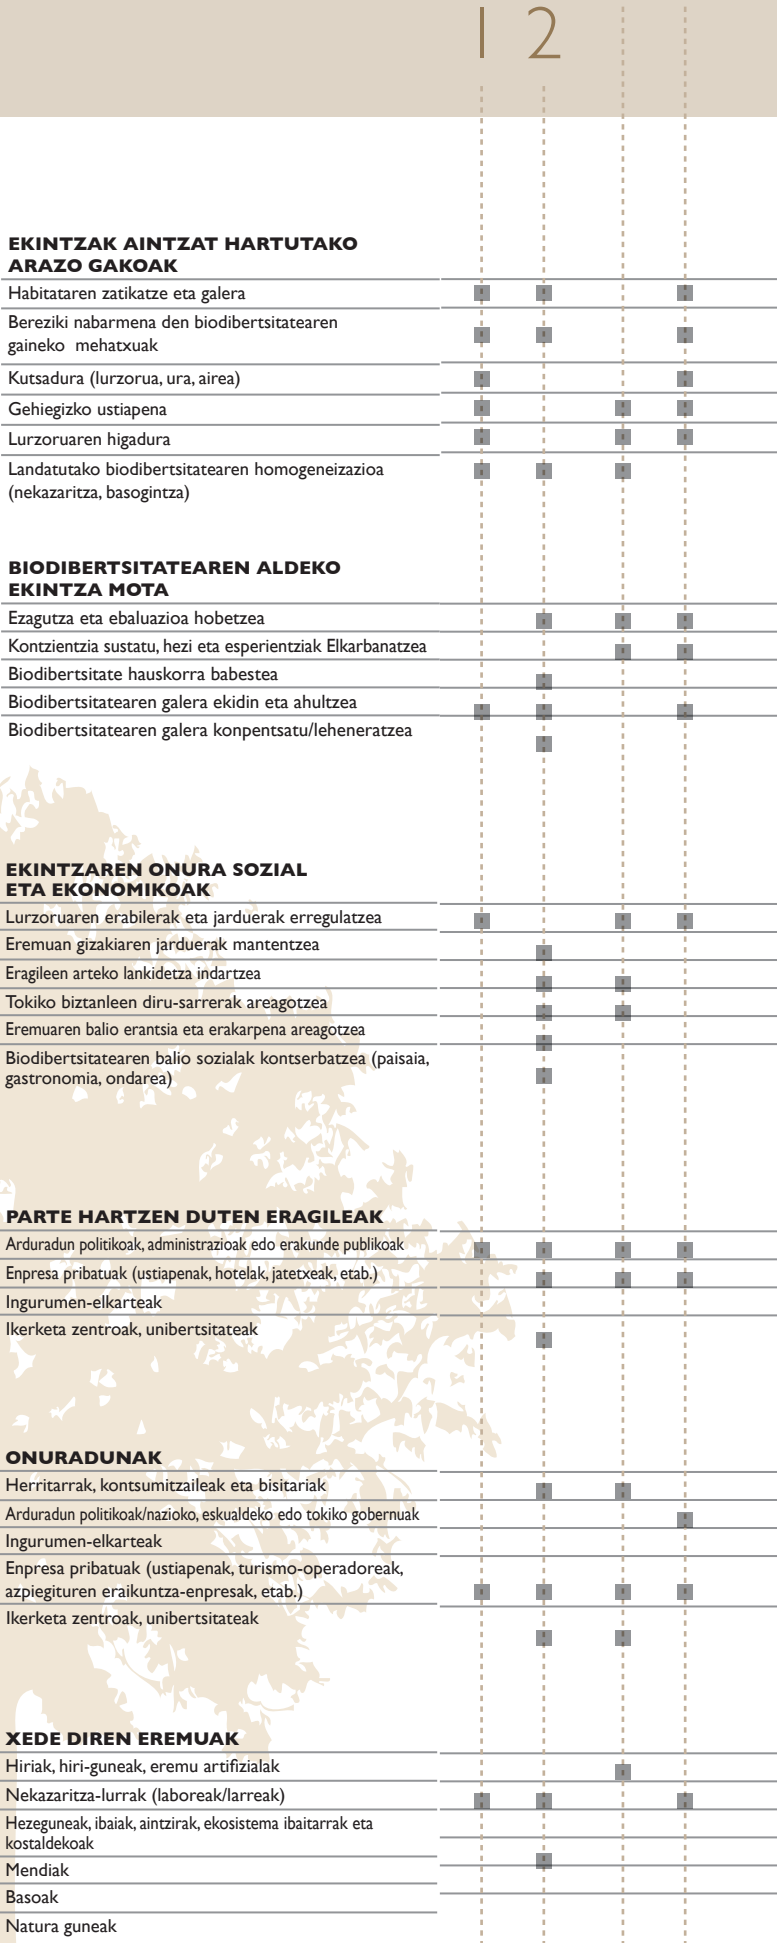 1 2
EKINTZAK AINTZAT HARTUTAKO
ARAZO GAKOAK
Habitataren zatikatze eta galera
Bereziki nabarmena den biodibertsitatearen
gaineko mehatxuak
Kutsadura (lurzorua, ura, airea)
Gehiegizko ustiapena
Lurzoruaren higadura
Landatutako biodibertsitatearen homogeneizazioa
(nekazaritza, basogintza)
BIODIBERTSITATEAREN ALDEKO
EKINTZA MOTA
Ezagutza eta ebaluazioa hobetzea
Kontzientzia sustatu, hezi eta esperientziak Elkarbanatzea
Biodibertsitate hauskorra babestea
Biodibertsitatearen galera ekidin eta ahultzea
Biodibertsitatearen galera konpentsatu/leheneratzea
EKINTZAREN ONURA SOZIAL
ETA EKONOMIKOAK
Lurzoruaren erabilerak eta jarduerak erregulatzea
Eremuan gizakiaren jarduerak mantentzea
Eragileen arteko lankidetza indartzea
Tokiko biztanleen diru-sarrerak areagotzea
Eremuaren balio erantsia eta erakarpena areagotzea
Biodibertsitatearen balio sozialak kontserbatzea (paisaia,
gastronomia, ondarea)
PARTE HARTZEN DUTEN ERAGILEAK
Arduradun politikoak, administrazioak edo erakunde publikoak
Enpresa pribatuak (ustiapenak, hotelak, jatetxeak, etab.)
Ingurumen-elkarteak
Ikerketa zentroak, unibertsitateak
ONURADUNAK
Herritarrak, kontsumitzaileak eta bisitariak
Arduradun politikoak/nazioko, eskualdeko edo tokiko gobernuak
Ingurumen-elkarteak
Enpresa pribatuak (ustiapenak, turismo-operadoreak,
azpiegituren eraikuntza-enpresak, etab.)
Ikerketa zentroak, unibertsitateak
XEDE DIREN EREMUAK
Hiriak, hiri-guneak, eremu artifizialak
Nekazaritza-lurrak (laboreak/larreak)
Hezeguneak, ibaiak, aintzirak, ekosistema ibaitarrak eta
kostaldekoak
Mendiak
Basoak
Natura guneak